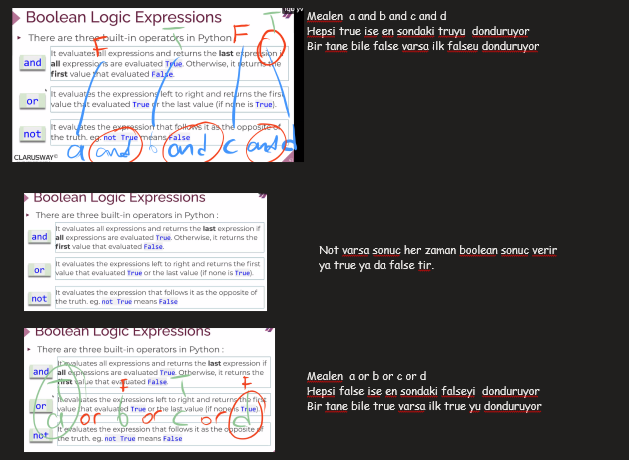 Boolean Logic Expressions
There are three built-in operators in Python
and
It evaluates all expressions and returns the last expression if
all expressions are evaluated True. Otherwise, it returns the
first value that evaluated False.
or
It evaluates the expressions left to right and returns the first
value that evaluated True or the last value (if none is True).
not
It evaluates the expression that follows it as the opposite of
the truth. eg. not True means False
F T F T
a and b and c and d
CLARUSWAY©
Mealen a and b and c and d
Hepsi true ise en sondaki truyu donduruyor
Bir tane bile false varsa ilk falseu donduruyor
Boolean Logic Expressions
There are three built-in operators in Python :
and
It evaluates all expressions and returns the last expression if
all expressions are evaluated True. Otherwise, it returns the
first value that evaluated False.
or
It evaluates the expressions left to right and returns the first
value that evaluated True or the last value (if none is True).
not
It evaluates the expression that follows it as the opposite of
the truth. eg. not True means False
Not varsa sonuc her zaman boolean sonuc verir
ya true ya da false tir.
Boolean Logic Expressions
There are three built-in operators in Python :
and
It evaluates all expressions and returns the last expression if
all expressions are evaluated True. Otherwise, it returns the
first value that evaluated False.
or
It evaluates the expressions left to right and returns the first
value that evaluated True or the last value (if none is True).
not
It evaluates the expression that follows it as the opposite of
the truth. eg. not True means False
T F T F
a or b or c or d
Mealen a or b or c or d
Hepsi false ise en sondaki falseyi donduruyor
Bir tane bile true varsa ilk true yu donduruyor